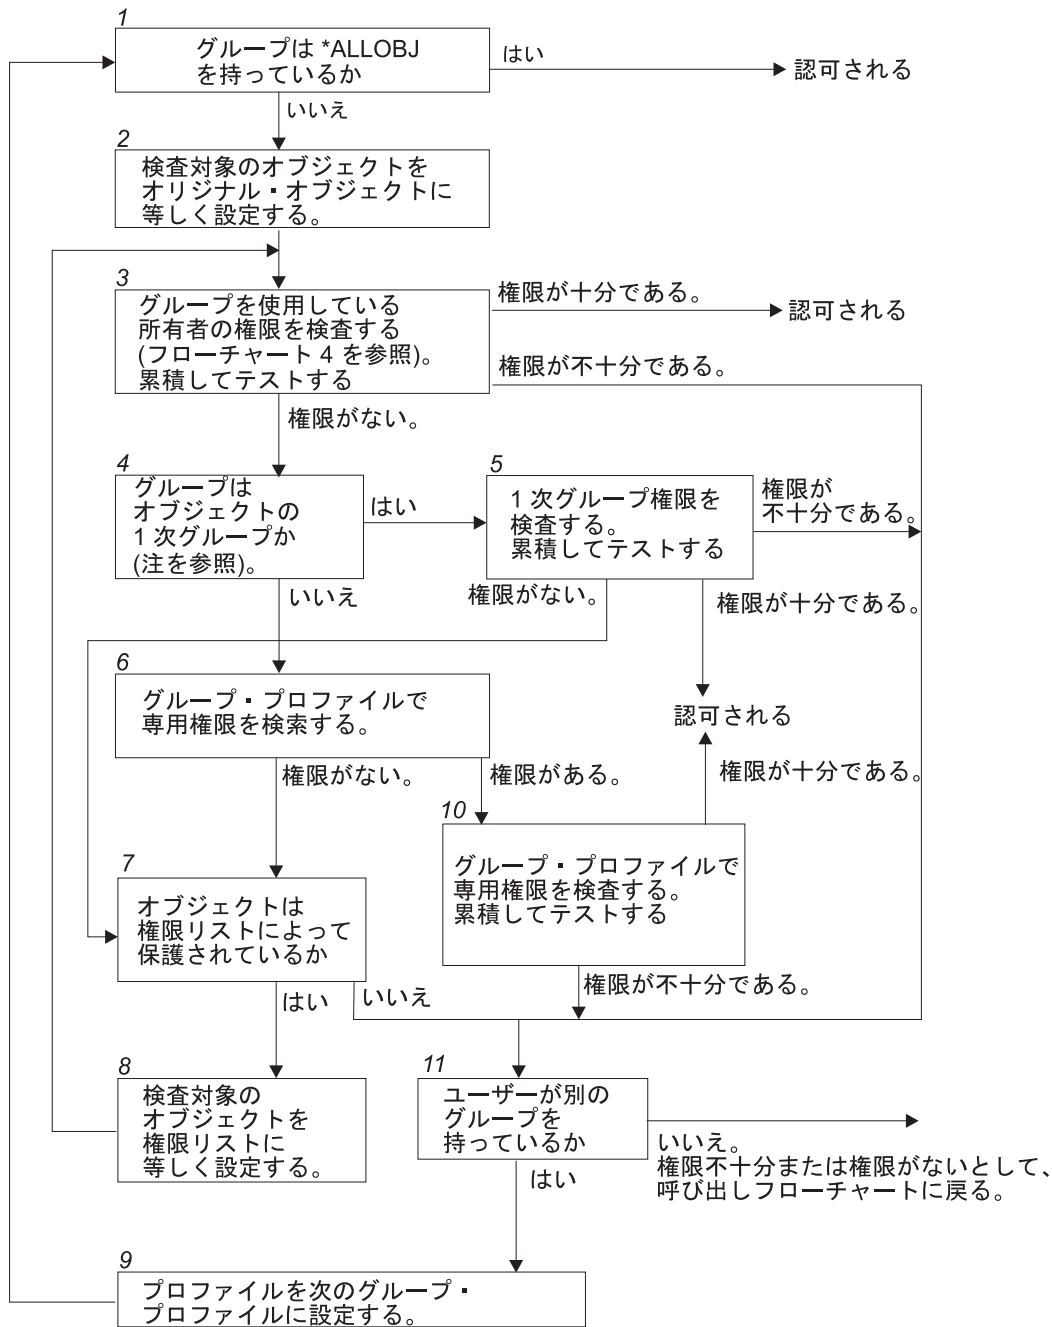 1
グループは *ALLOBJ
を持っているか
はい
認可される
いいえ
2
検査対象のオブジェクトを
オリジナル・オブジェクトに
等しく設定する。
3
グループを使用している
所有者の権限を検査する
(フローチャート 4 を参照)。
累積してテストする
権限が十分である。
認可される
権限が不十分である。
権限がない。
4
グループは
オブジェクトの
1 次グループか
(注を参照)。
はい
5
1 次グループ権限を
検査する。
累積してテストする
権限が
不十分である。
いいえ
権限がない。
権限が十分である。
6
グループ・プロファイルで
専用権限を検索する。
認可される
権限がない。
権限がある。
権限が十分である。
10
グループ・プロファイルで
専用権限を検査する。
累積してテストする
7
オブジェクトは
権限リストによって
保護されているか
はい
いいえ
権限が不十分である。
8
検査対象の
オブジェクトを
権限リストに
等しく設定する。
11
ユーザーが別の
グループを
持っているか
いいえ。
権限不十分または権限がないとして、
呼び出しフローチャートに戻る。
はい
9
プロファイルを次のグループ・
プロファイルに設定する。